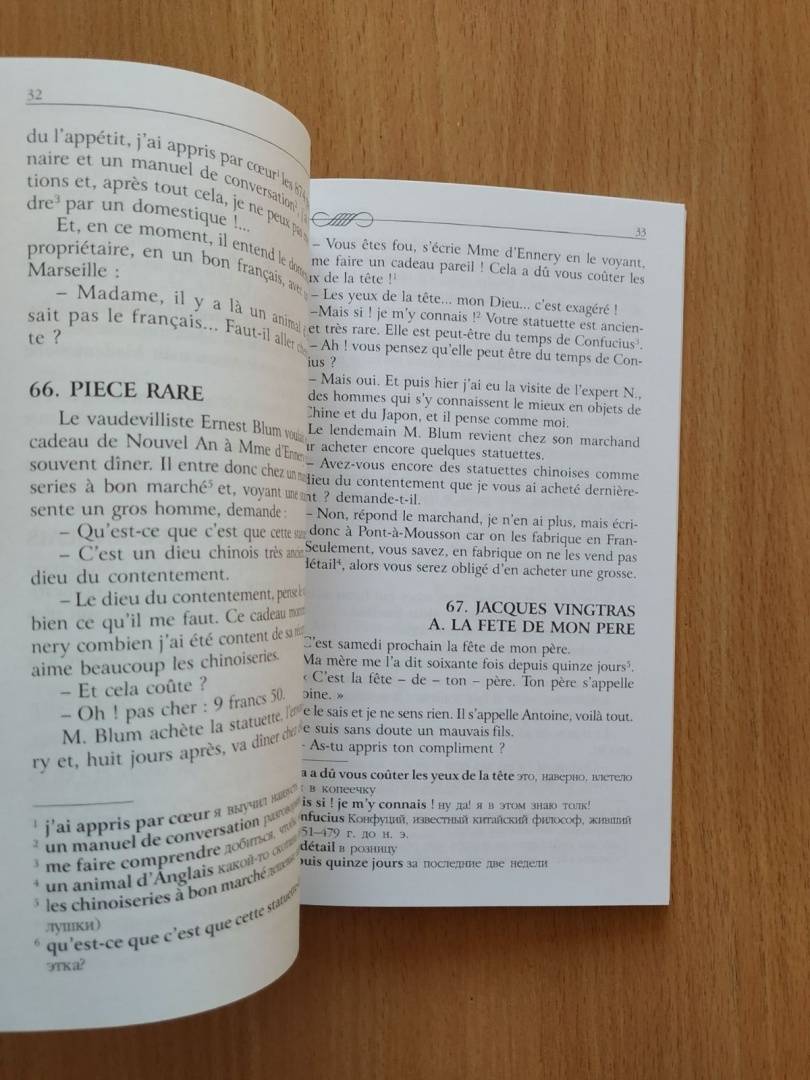 32
du l'appétit, j'ai appris par cœur¹ les 874
naire et un manuel de conversation²,
tions et, après tout cela, je ne peux pas
dre³ par un domestique !...
Et, en ce moment, il entend le
propriétaire, en un bon français, avec
Marseille :
– Madame, il y a là un animal
sait pas le français... Faut-il aller
te ?
66. PIECE RARE
Le vaudevilliste Ernest Blum
cadeau de Nouvel An à Mme
souvent dîner. Il entre donc chez un
series à bon marché⁵ et, voyant une
sente un gros homme, demande :
– Qu'est-ce que c'est que cette
– C'est un dieu chinois très
dieu du contentement.
– Le dieu du contentement, pense
bien ce qu'il me faut. Ce cadeau
nery combien j'ai été content de sa
aime beaucoup les chinoiseries.
– Et cela coûte ?
– Oh ! pas cher : 9 francs 50.
M. Blum achète la statuette,
ry et, huit jours après, va dîner
¹ j'ai appris par cœur я выучил
² un manuel de conversation
³ me faire comprendre добиться, чтобы
⁴ un animal d'Anglais какой-то
⁵ les chinoiseries à bon marché
лушки)
⁶ qu'est-ce que c'est que cette
этка?
33
– Vous êtes fou, s'écrie Mme d'Ennery en le voyant,
me faire un cadeau pareil ! Cela a dû vous coûter les
de la tête !¹
– Les yeux de la tête... mon Dieu... c'est exagéré !
–Mais si ! je m'y connais !² Votre statuette est ancien-
et très rare. Elle est peut-être du temps de Confucius³.
– Ah ! vous pensez qu'elle peut être du temps de Con-
ius ?
– Mais oui. Et puis hier j'ai eu la visite de l'expert N.,
des hommes qui s'y connaissent le mieux en objets de
Chine et du Japon, et il pense comme moi.
Le lendemain M. Blum revient chez son marchand
acheter encore quelques statuettes.
– Avez-vous encore des statuettes chinoises comme
dieu du contentement que je vous ai acheté dernière-
? demande-t-il.
– Non, répond le marchand, je n'en ai plus, mais écri-
donc à Pont-à-Mousson car on les fabrique en Fran-
Seulement, vous savez, en fabrique on ne les vend pas
détail⁴, alors vous serez obligé d'en acheter une grosse.
67. JACQUES VINGTRAS
A. LA FETE DE MON PERE
C'est samedi prochain la fête de mon père.
Ma mère me l'a dit soixante fois depuis quinze jours⁵.
« C'est la fête – de – ton – père. Ton père s'appelle
oine. »
le sais et je ne sens rien. Il s'appelle Antoine, voilà tout.
suis sans doute un mauvais fils.
– As-tu appris ton compliment ?
a dû vous coûter les yeux de la tête это, наверно, влетело
в копеечку
si ! je m'y connais ! ну да! я в этом знаю толк!
nfucius Конфуций, известный китайский философ, живший
51–479 г. до н. э.
détail в розницу
puis quinze jours за последние две недели